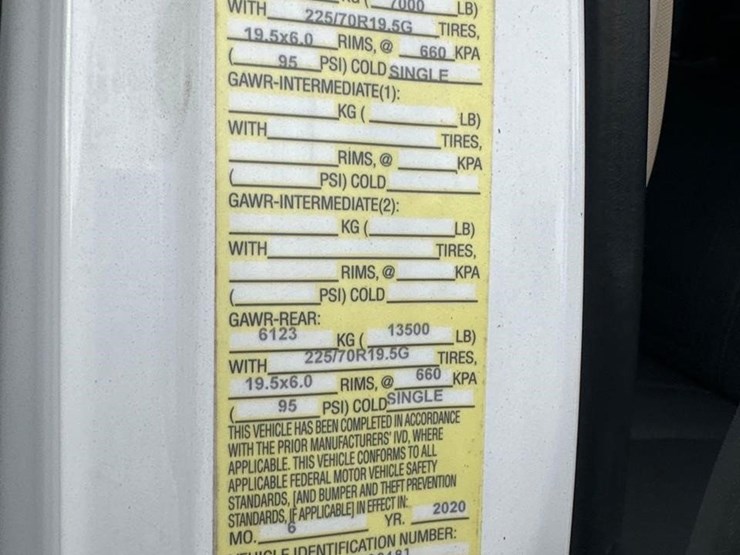 7000 LB)
WITH 225/70R19.5G TIRES,
19.5x6.0 RIMS, @ 660 KPA
( 95 PSI) COLD SINGLE
GAWR-INTERMEDIATE(1):
KG ( LB)
WITH TIRES,
RIMS, @ KPA
( PSI) COLD
GAWR-INTERMEDIATE(2):
KG ( LB)
WITH TIRES,
RIMS, @ KPA
( PSI) COLD
GAWR-REAR:
6123 KG ( 13500 LB)
WITH 225/70R19.5G TIRES,
19.5x6.0 RIMS, @ 660 KPA
( 95 PSI) COLD SINGLE
THIS VEHICLE HAS BEEN COMPLETED IN ACCORDANCE
WITH THE PRIOR MANUFACTURERS' IVD, WHERE
APPLICABLE. THIS VEHICLE CONFORMS TO ALL
APPLICABLE FEDERAL MOTOR VEHICLE SAFETY
STANDARDS, [AND BUMPER AND THEFT PREVENTION
STANDARDS, IF APPLICABLE] IN EFFECT IN:
MO. 6 YR. 2020
VEHICLE IDENTIFICATION NUMBER: